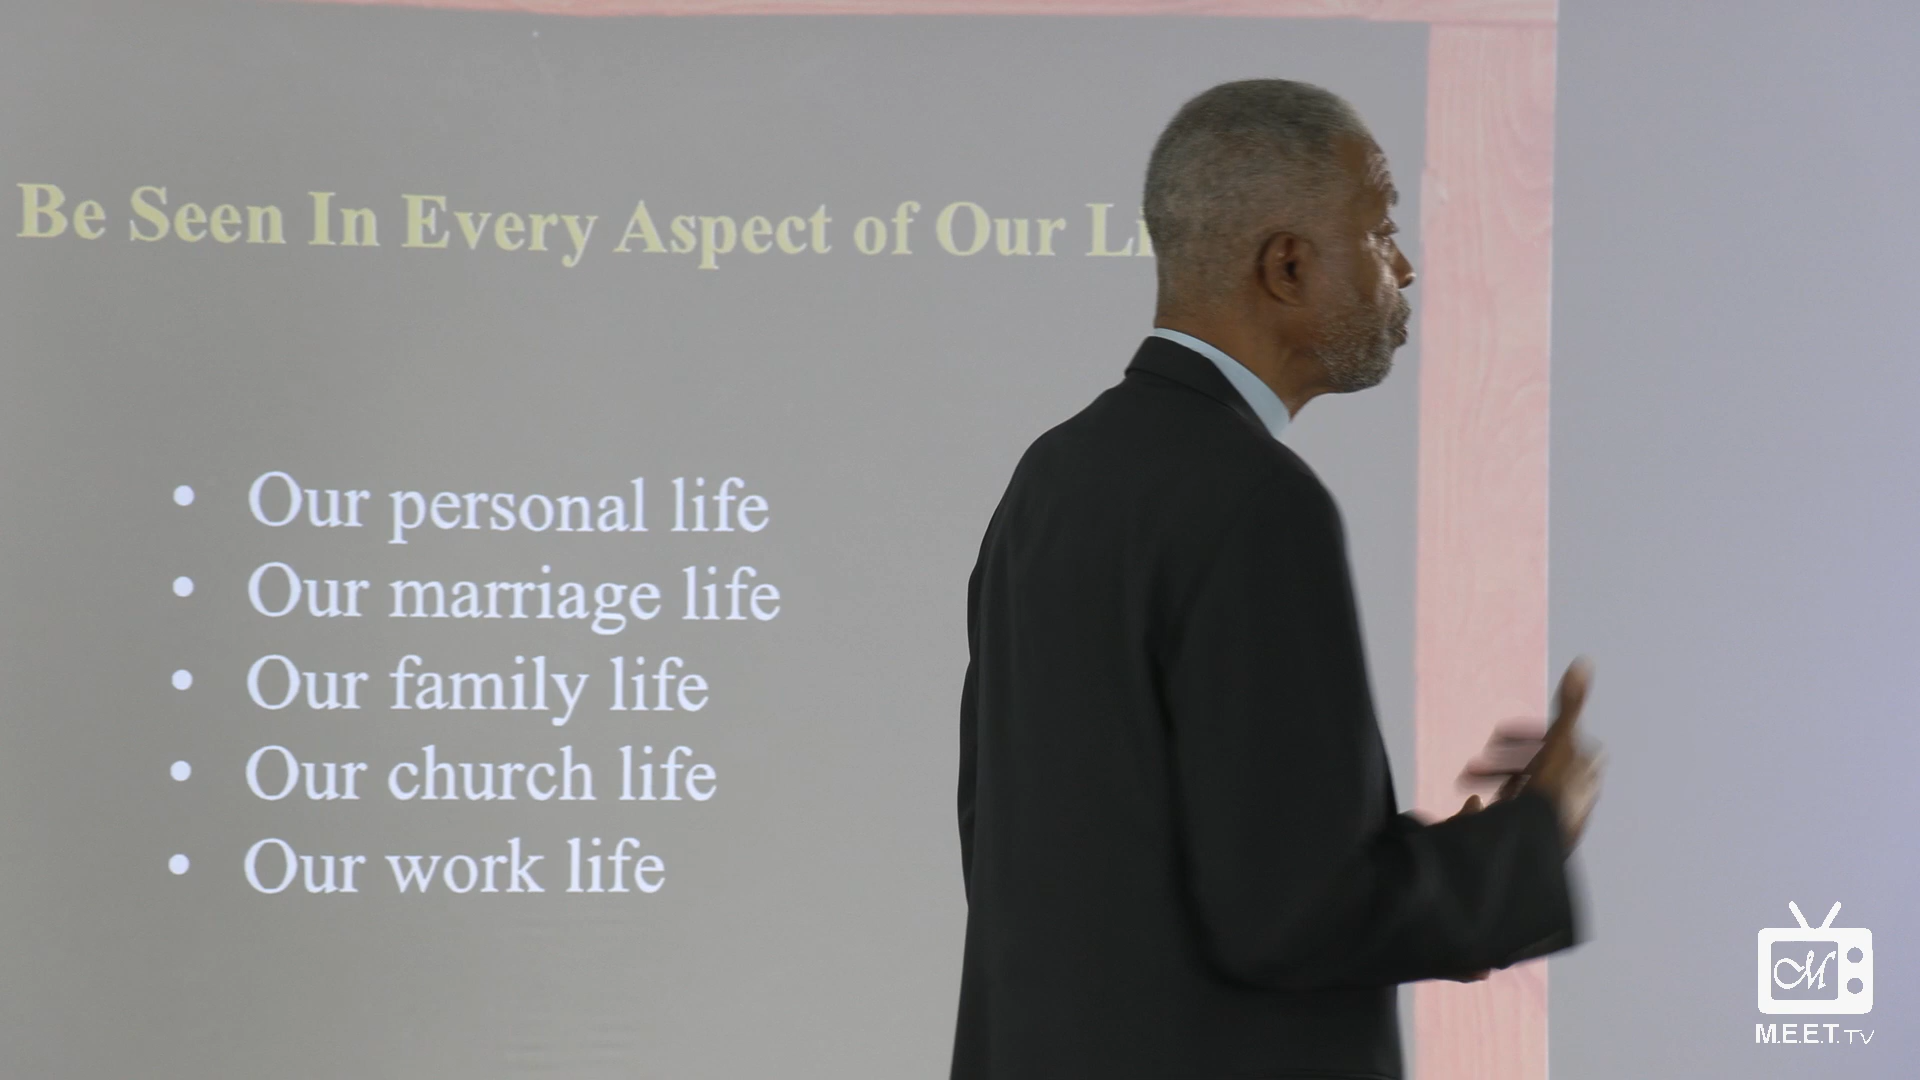 Be Seen In Every Aspect of Our
• Our personal life
• Our marriage life
• Our family life
• Our church life
• Our work life
M
M.E.E.T. TV